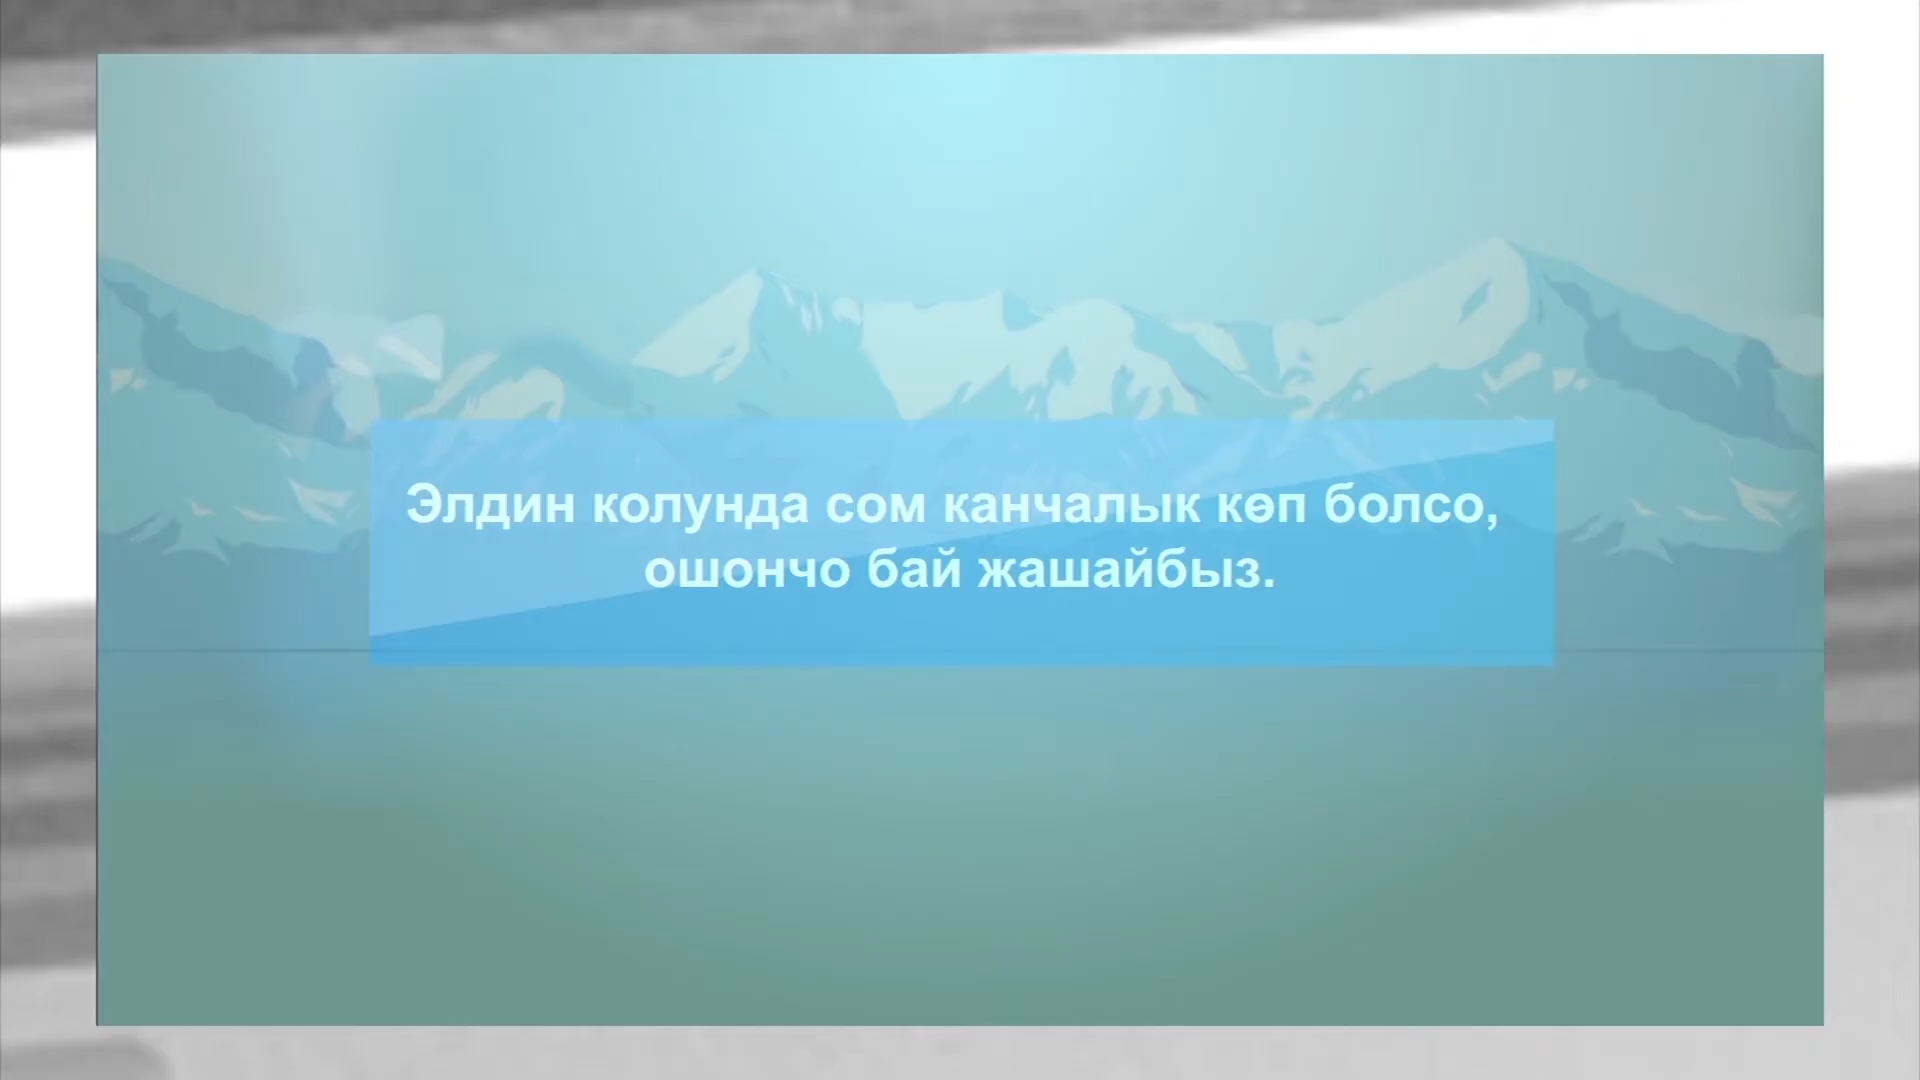 Элдин колунда сом канчалык көп болсо,
ошончо бай жашайбыз.